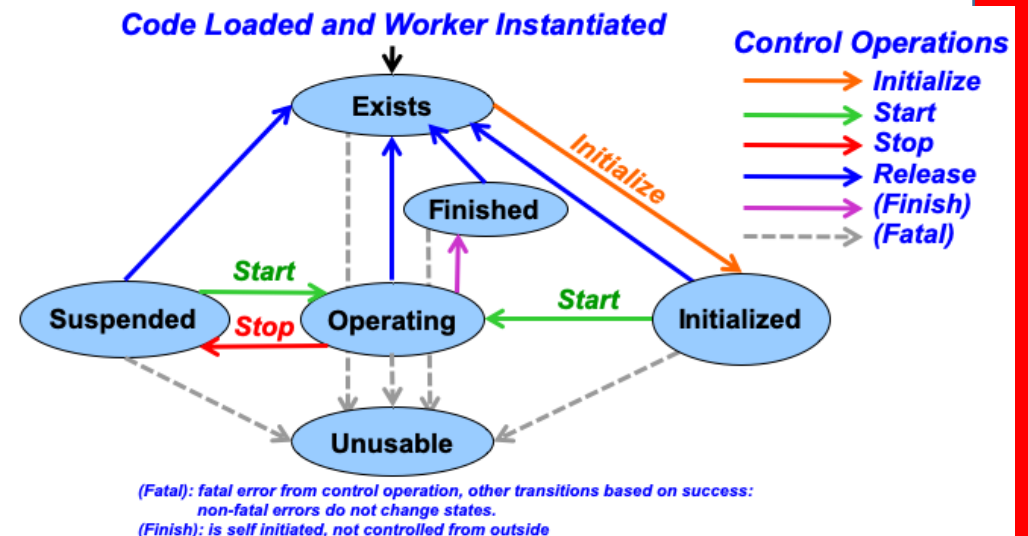 Code Loaded and Worker Instantiated
Control Operations
Initialize
Start
Stop
Release
(Finish)
(Fatal)
Exists
Initialize
Finished
Start
Stop
Start
Suspended
Operating
Initialized
Unusable
(Fatal): fatal error from control operation, other transitions based on success:
non-fatal errors do not change states.
(Finish): is self initiated, not controlled from outside